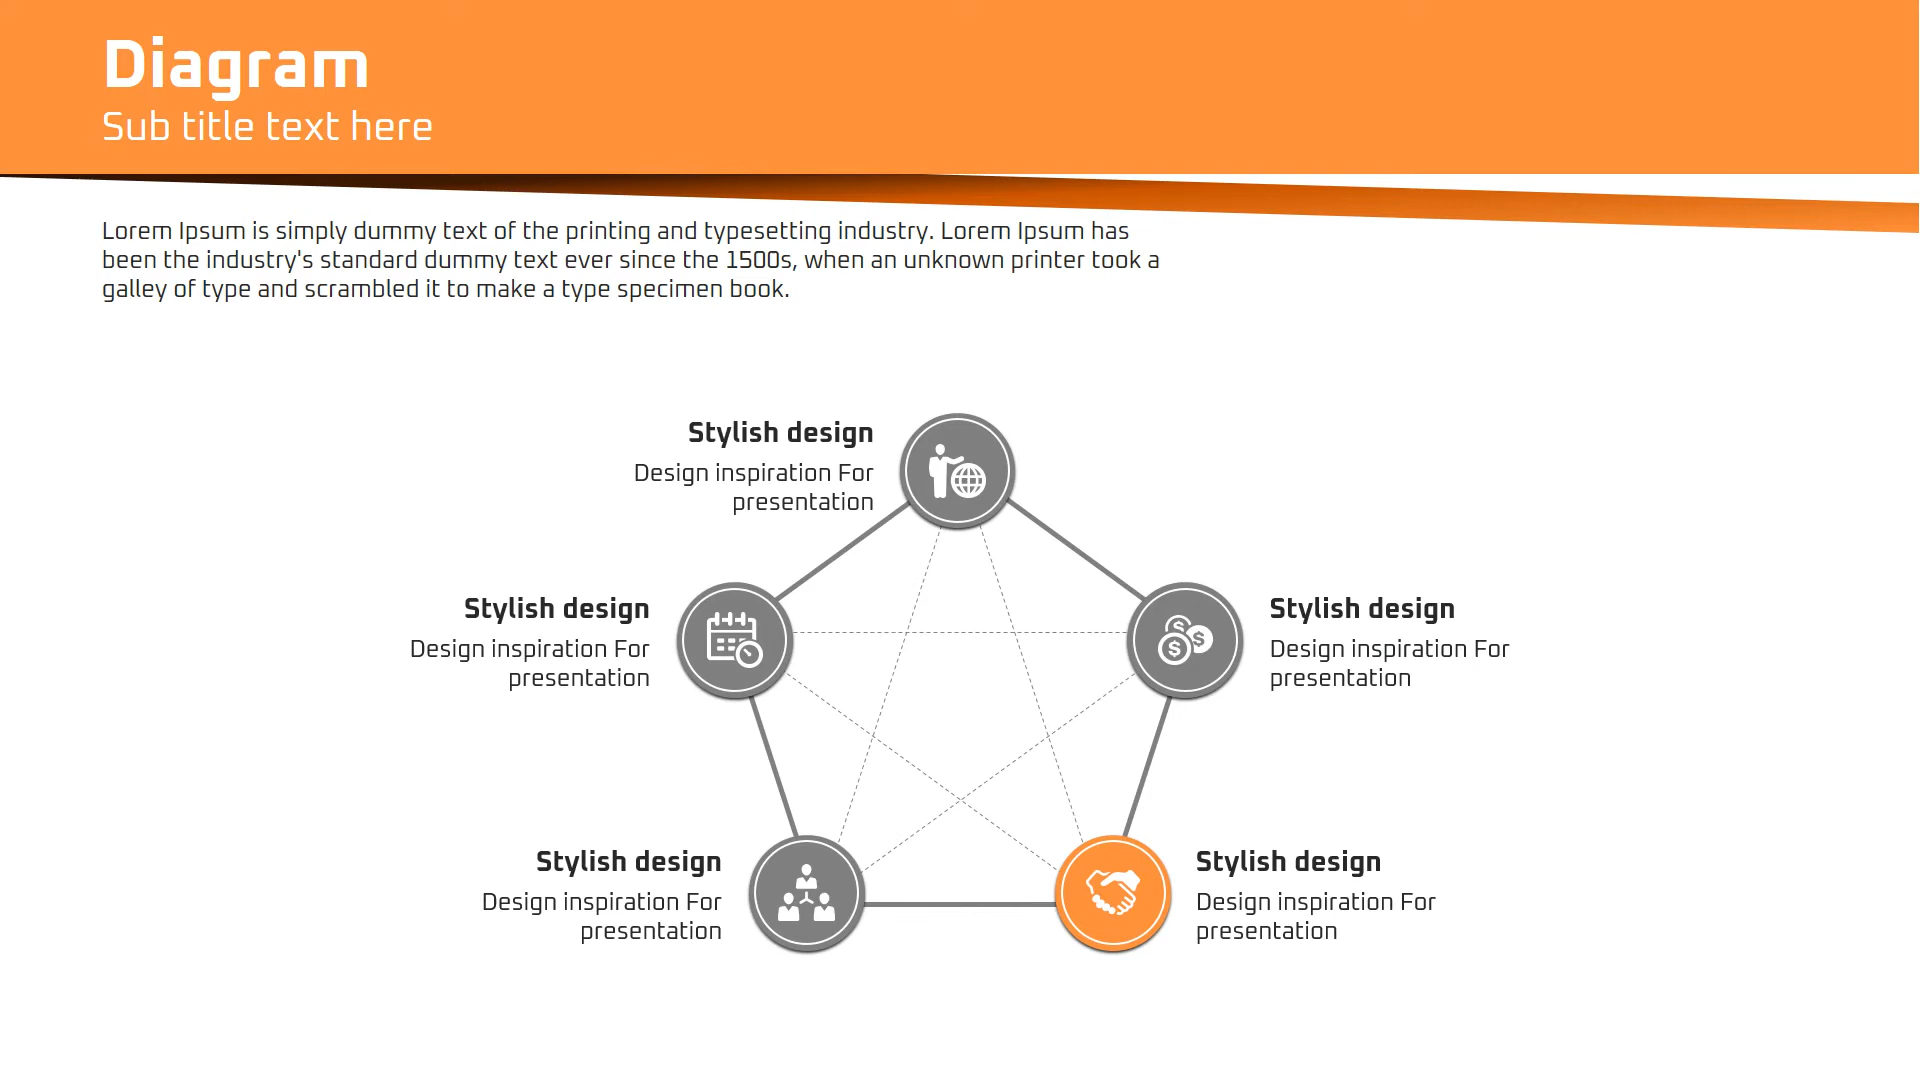 Diagram
Sub title text here
Lorem Ipsum is simply dummy text of the printing and typesetting industry. Lorem Ipsum has
been the industry's standard dummy text ever since the 1500s, when an unknown printer took a
galley of type and scrambled it to make a type specimen book.
Stylish design
Design inspiration For
presentation
Stylish design
Design inspiration For
presentation
Stylish design
Design inspiration For
presentation
Stylish design
Design inspiration For
presentation
Stylish design
Design inspiration For
presentation